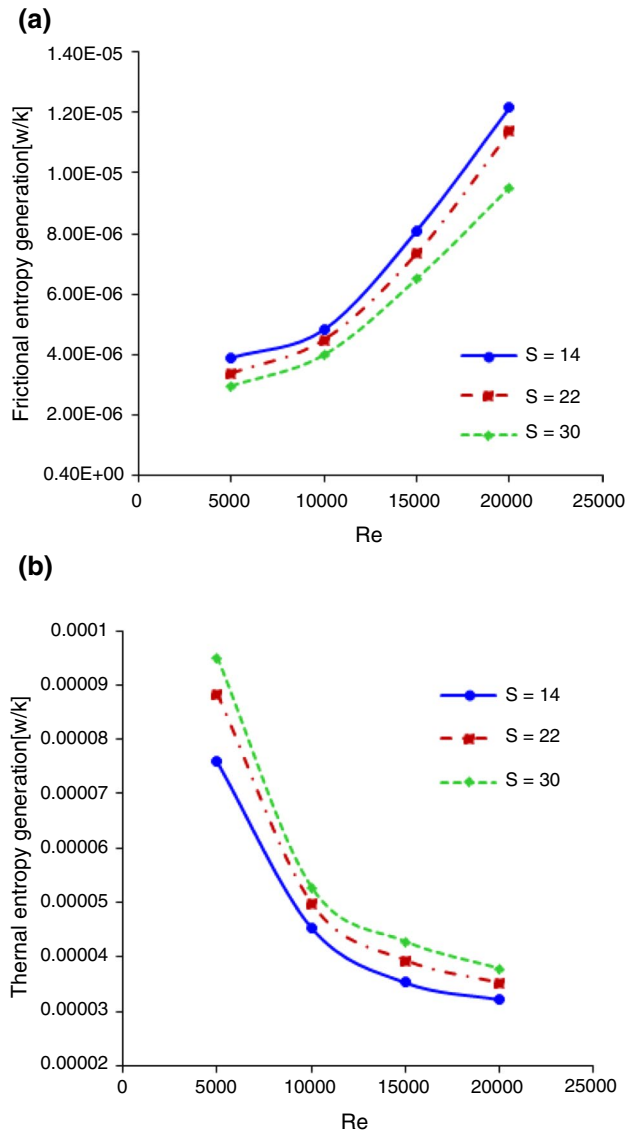 (a)
Frictional entropy generation[w/k]
1.40E-05
1.20E-05
1.00E-05
8.00E-06
6.00E-06
4.00E-06
2.00E-06
0.40E+00
S = 14
S = 22
S = 30
0 5000 10000 15000 20000 25000
Re
(b)
Thermal entropy generation[w/k]
0.0001
0.00009
0.00008
0.00007
0.00006
0.00005
0.00004
0.00003
0.00002
S = 14
S = 22
S = 30
0 5000 10000 15000 20000 25000
Re